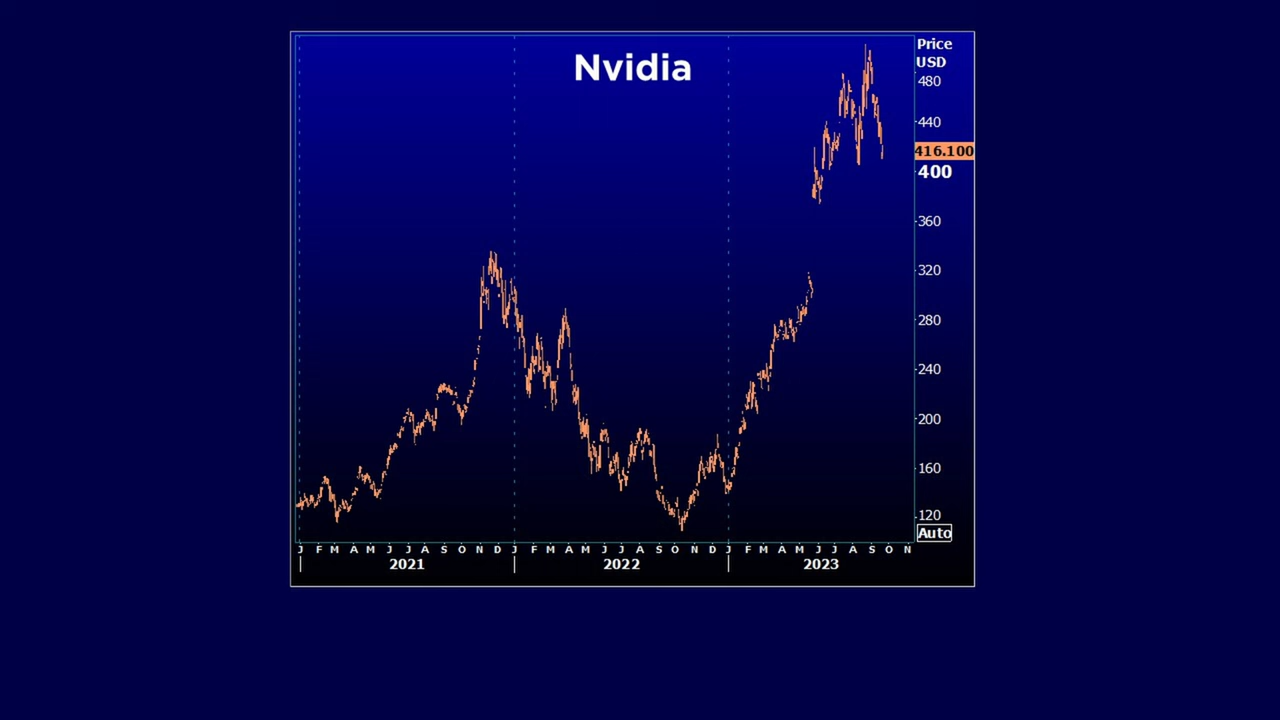 Nvidia
Price
USD
480
440
416.100
400
360
320
280
240
200
160
120
Auto
J F M A M J J A S O N D J F M A M J J A S O N D J F M A M J J A S O N
2021 2022 2023